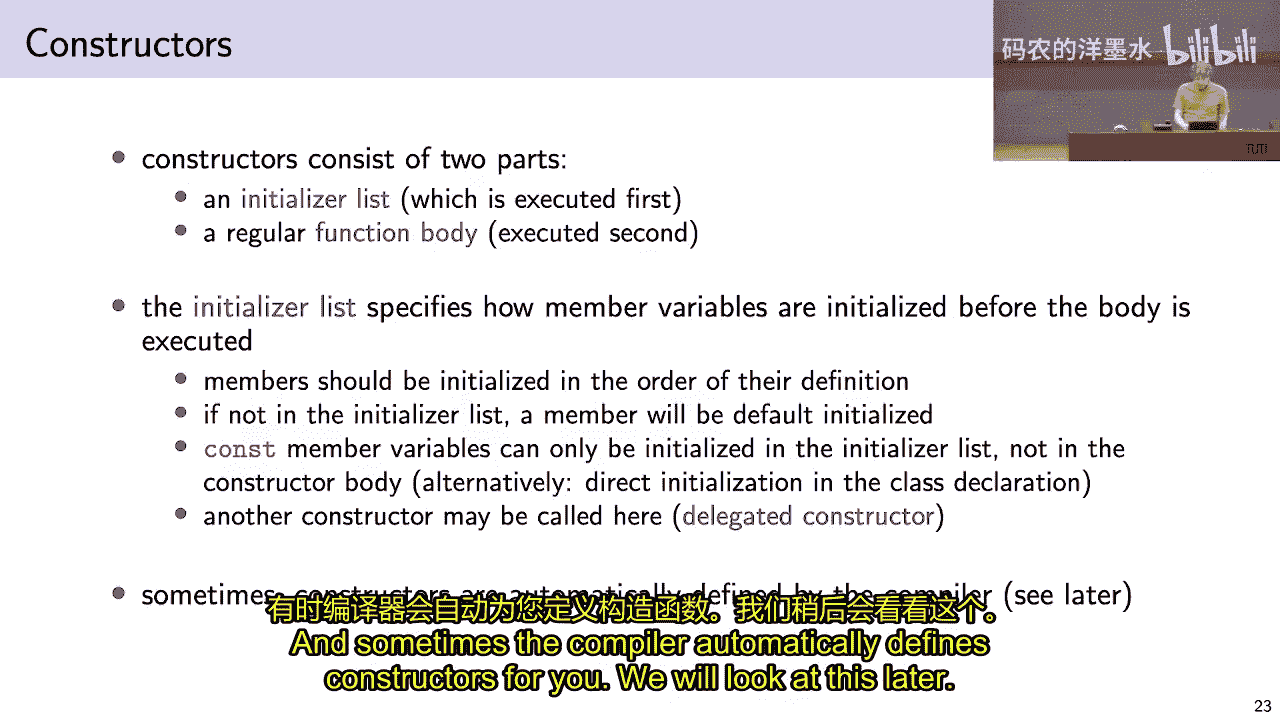 Constructors
码农的洋墨水 bilibili
• constructors consist of two parts:
• an initializer list (which is executed first)
• a regular function body (executed second)
• the initializer list specifies how member variables are initialized before the body is
executed
• members should be initialized in the order of their definition
• if not in the initializer list, a member will be default initialized
• const member variables can only be initialized in the initializer list, not in the
constructor body (alternatively: direct initialization in the class declaration)
• another constructor may be called here (delegated constructor)
• sometimes, constructors are automatically defined by the compiler (see later)
有时编译器会自动为您定义构造函数。我们稍后会看看这个。
And sometimes the compiler automatically defines
constructors for you. We will look at this later.
23